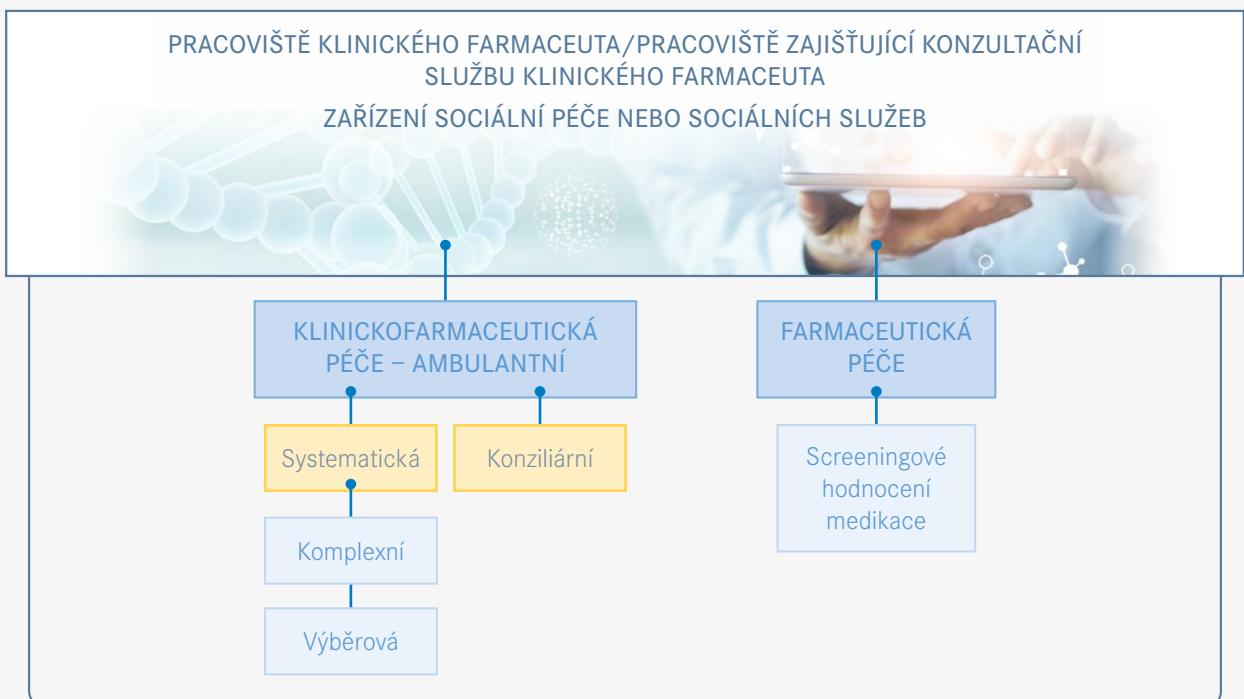 PRACOVIŠTĚ KLINICKÉHO FARMACEUTA/PRACOVIŠTĚ ZAJIŠŤUJÍCÍ KONZULTAČNÍ
SLUŽBU KLINICKÉHO FARMACEUTA
ZAŘÍZENÍ SOCIÁLNÍ PÉČE NEBO SOCIÁLNÍCH SLUŽEB
KLINICKOFARMACEUTICKÁ
PÉČE – AMBULANTNÍ
FARMACEUTICKÁ
PÉČE
Systematická
Konziliární
Screeningové
hodnocení
medikace
Komplexní
Výběrová